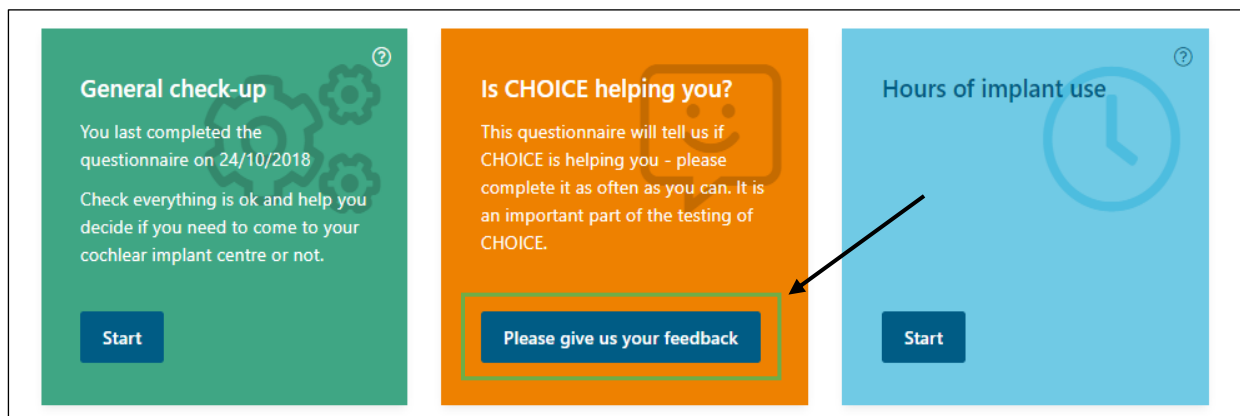 General check-up
You last completed the
questionnaire on 24/10/2018
Check everything is ok and help you
decide if you need to come to your
cochlear implant centre or not.
Start
Is CHOICE helping you?
This questionnaire will tell us if
CHOICE is helping you - please
complete it as often as you can. It is
an important part of the testing of
CHOICE.
Please give us your feedback
Hours of implant use
Start